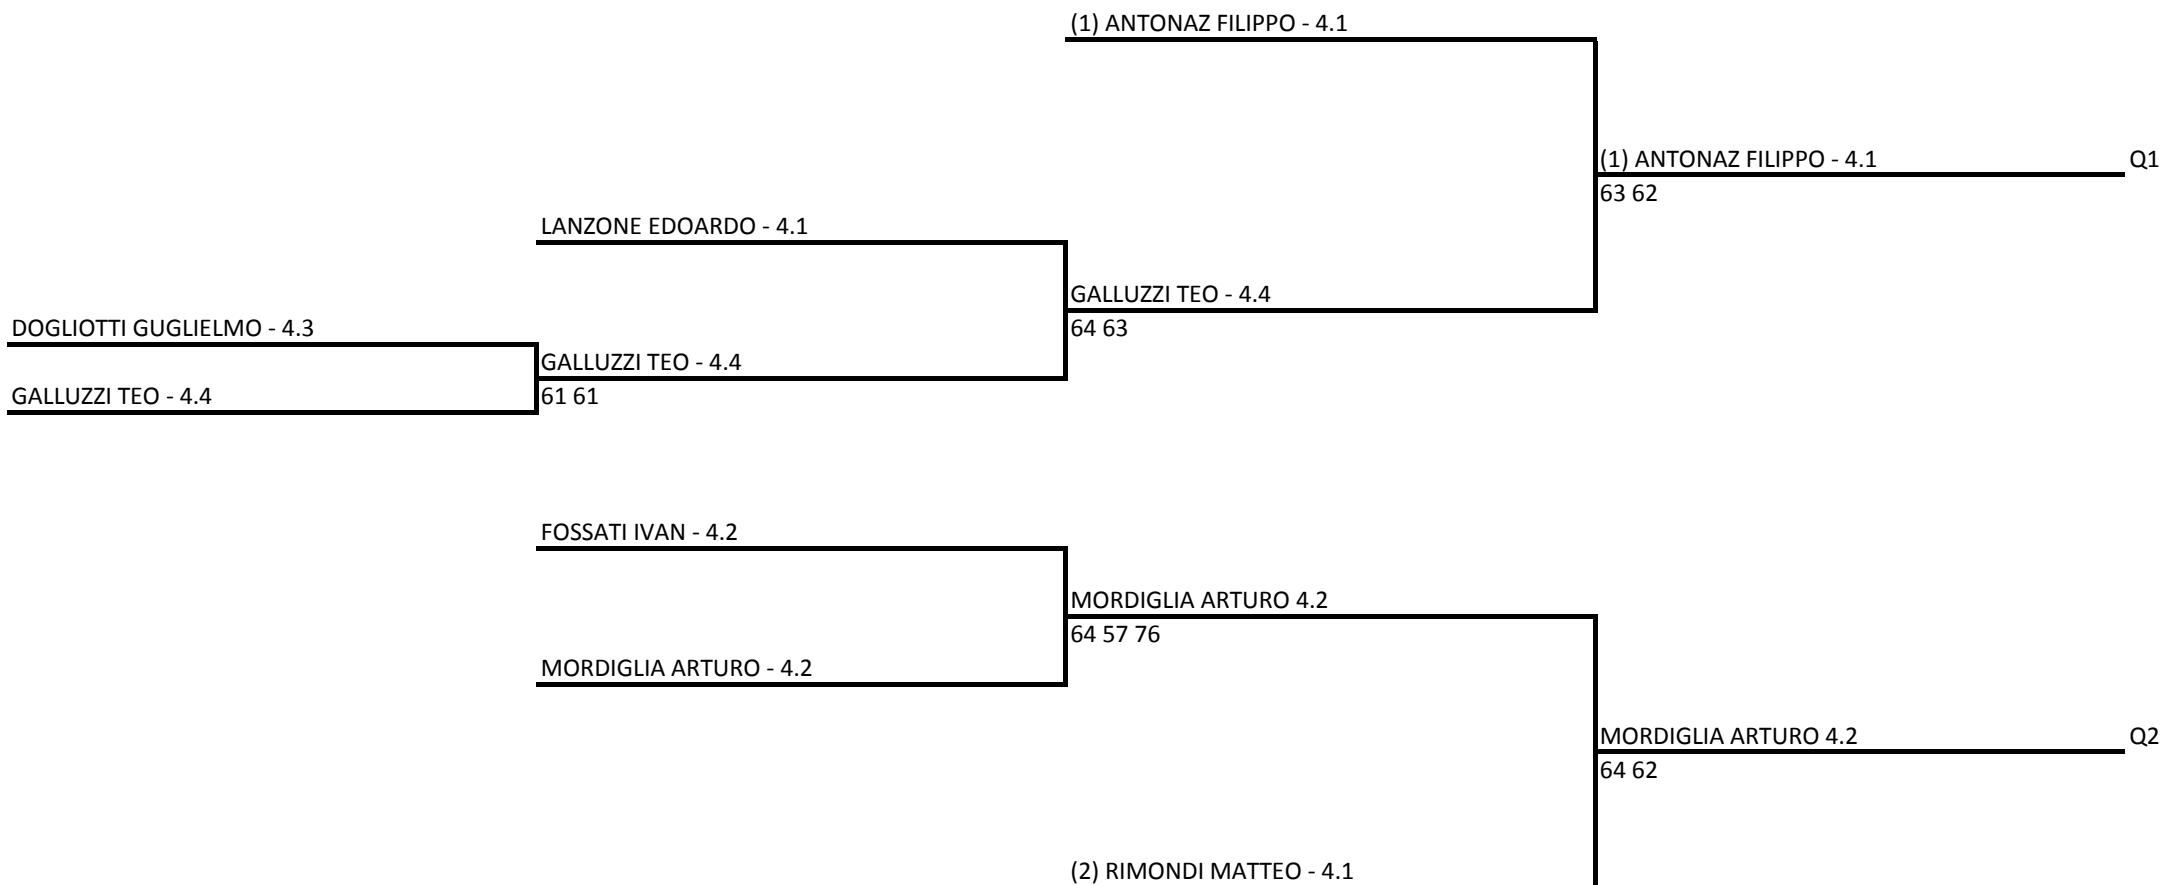 (1) ANTONAZ FILIPPO - 4.1
(1) ANTONAZ FILIPPO - 4.1
Q1
63 62
LANZONE EDOARDO - 4.1
GALLUZZI TEO - 4.4
64 63
DOGLIOTTI GUGLIELMO - 4.3
GALLUZZI TEO - 4.4
61 61
GALLUZZI TEO - 4.4
FOSSATI IVAN - 4.2
MORDIGLIA ARTURO 4.2
64 57 76
MORDIGLIA ARTURO - 4.2
MORDIGLIA ARTURO 4.2
Q2
64 62
(2) RIMONDI MATTEO - 4.1